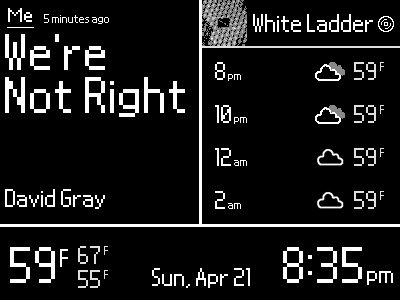 Me 5 minutes ago
We're
Not Right
David Gray
White Ladder
8pm 59F
10pm 59F
12am 59F
2am 59F
59F 67F
55F
Sun, Apr 21
8:35pm